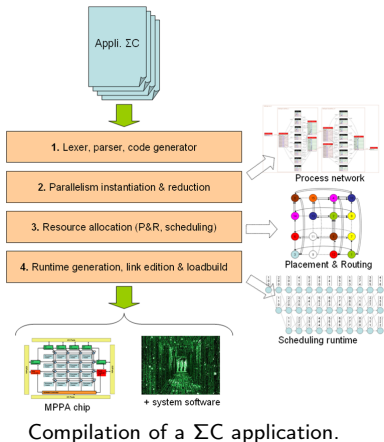 Appli. ΣC
1. Lexer, parser, code generator
2. Parallelism instantiation & reduction
3. Resource allocation (P&R, scheduling)
4. Runtime generation, link edition & loadbuild
Process network
Placement & Routing
Scheduling runtime
MPPA chip
+ system software
Compilation of a ΣC application.